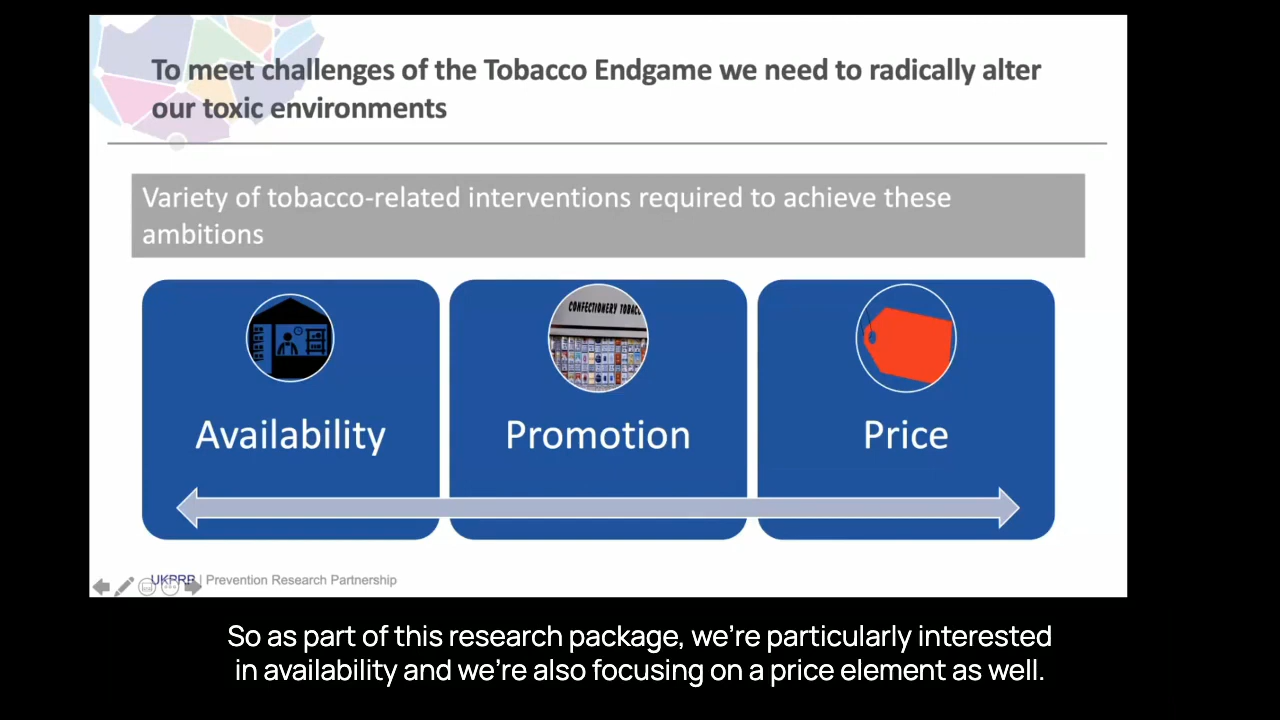 To meet challenges of the Tobacco Endgame we need to radically alter
our toxic environments
Variety of tobacco-related interventions required to achieve these
ambitions
CONFECTIONERY TOBACC
Availability
Promotion
Price
UKPRP | Prevention Research Partnership
So as part of this research package, we're particularly interested
in availability and we're also focusing on a price element as well.